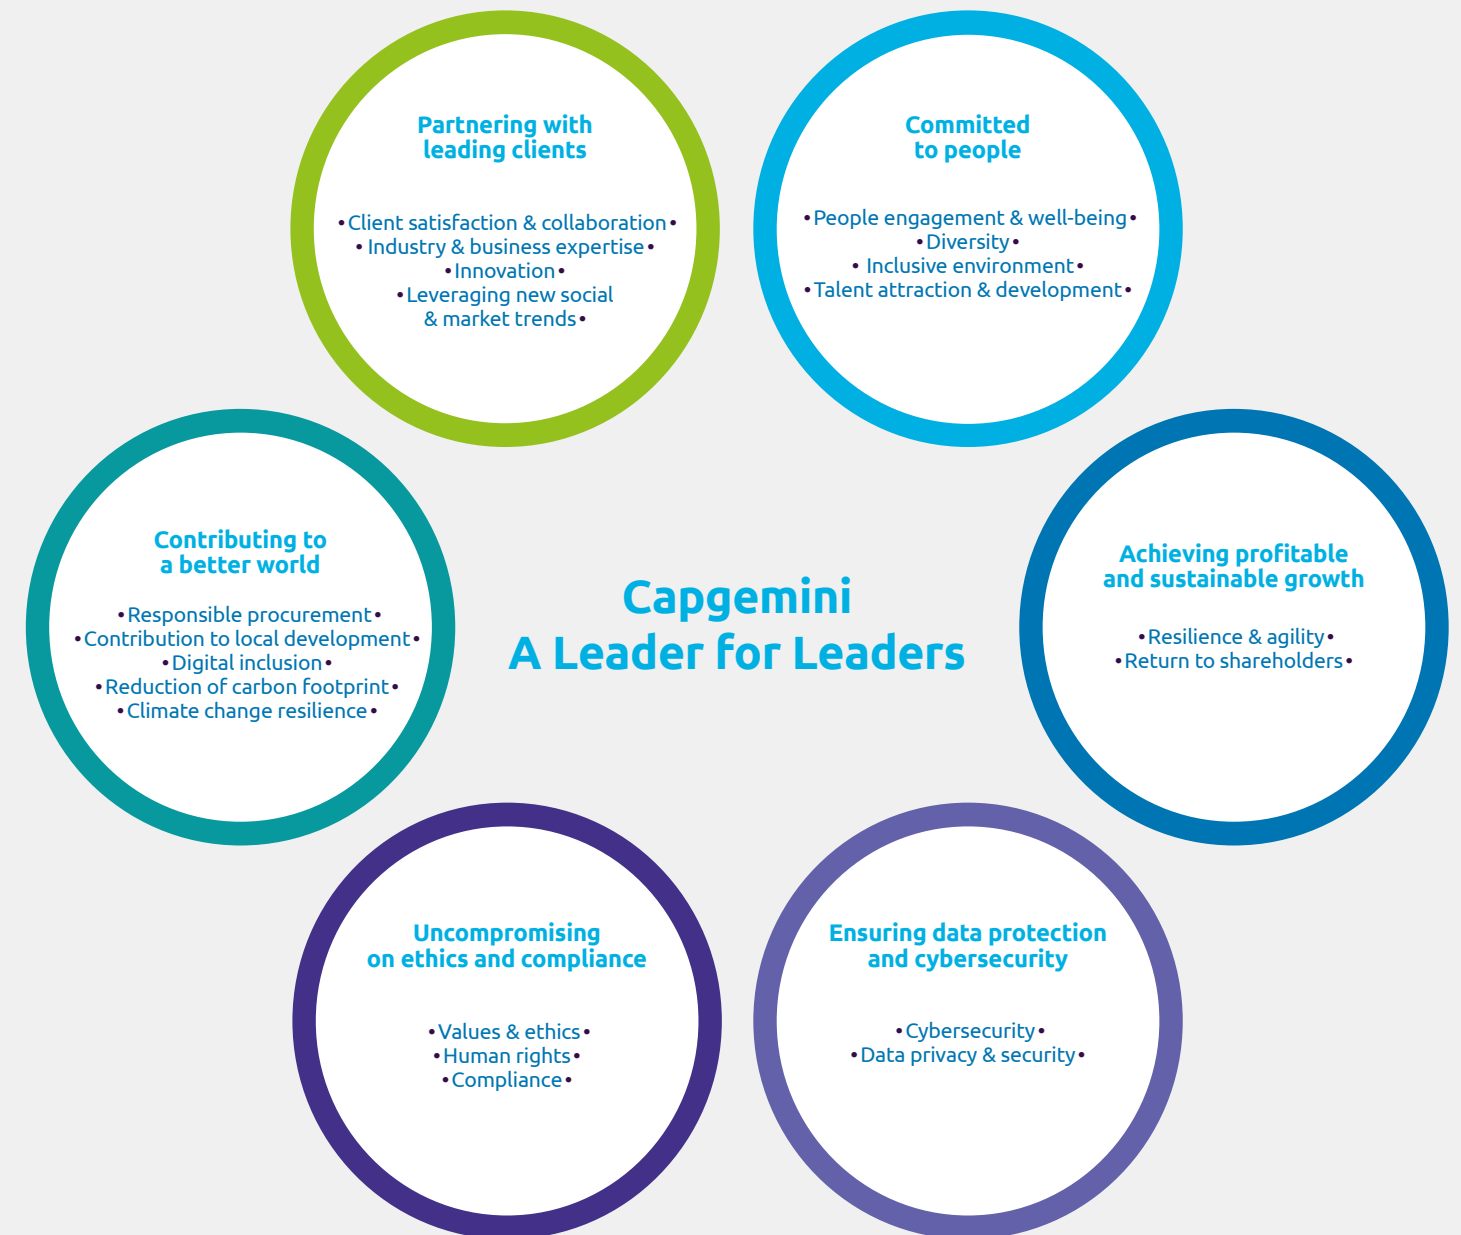 Partnering with
leading clients
•Client satisfaction & collaboration•
• Industry & business expertise•
•Innovation•
•Leveraging new social
& market trends•
Committed
to people
•People engagement & well-being•
•Diversity•
• Inclusive environment•
•Talent attraction & development•
Contributing to
a better world
•Responsible procurement•
•Contribution to local development•
•Digital inclusion•
•Reduction of carbon footprint•
•Climate change resilience•
Capgemini
A Leader for Leaders
Achieving profitable
and sustainable growth
•Resilience & agility•
•Return to shareholders•
Uncompromising
on ethics and compliance
•Values & ethics•
•Human rights•
•Compliance•
Ensuring data protection
and cybersecurity
•Cybersecurity•
•Data privacy & security•